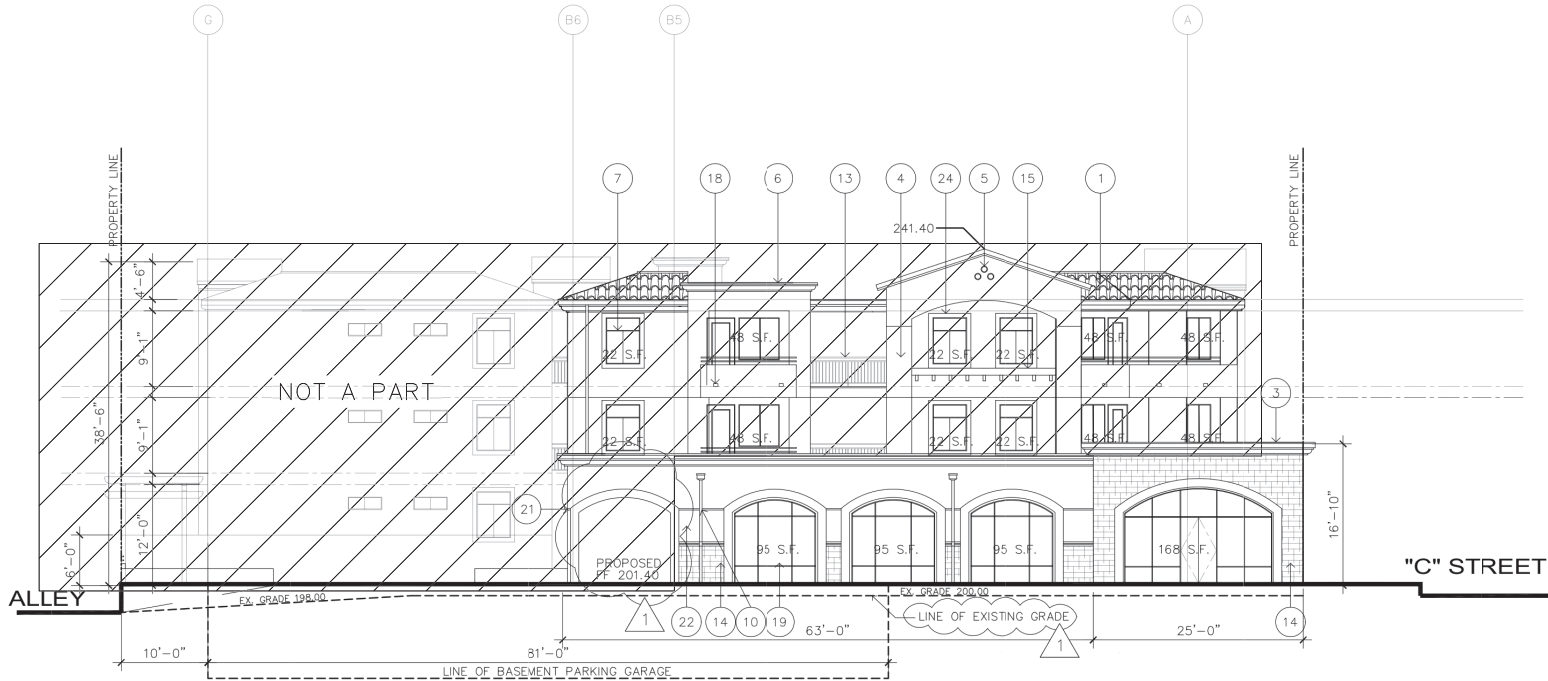 G
B6
B5
A
PROPERTY LINE
PROPERTY LINE
7
18
6
13
4
24
5
15
1
241.40
4'-6"
9'-1"
38'-6"
9'-1"
12'-0"
6'-0"
NOT A PART
48 S.F.
48 S.F.
48 S.F.
22 S.F.
22 S.F.
22 S.F.
3
22 S.F.
48 S.F.
22 S.F.
22 S.F.
48 S.F.
48 S.F.
21
16'-10"
95 S.F.
95 S.F.
95 S.F.
168 S.F.
PROPOSED
FF 201.40
"C" STREET
ALLEY
EX. GRADE 198.00
EX. GRADE 200.00
LINE OF EXISTING GRADE
1
22
14
10
19
14
63'-0"
1
25'-0"
10'-0"
81'-0"
LINE OF BASEMENT PARKING GARAGE